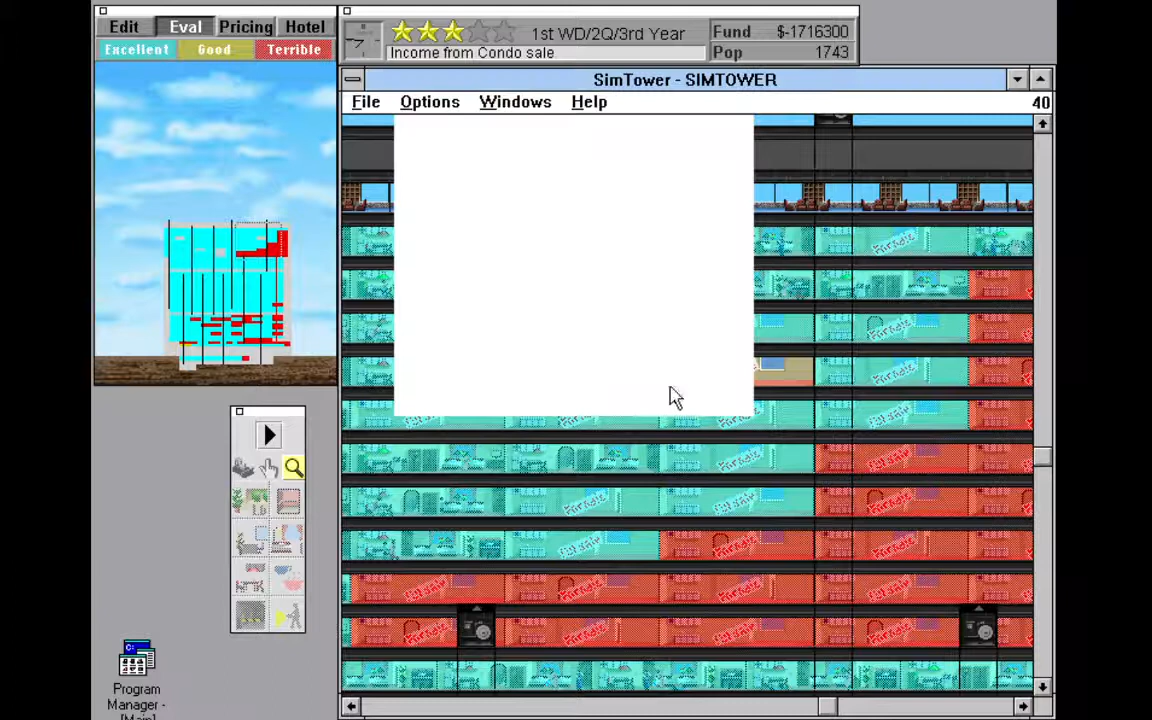 Edit Eval Pricing Hotel
Excellent Good Terrible
1st WD/2Q/3rd Year
Fund $-1716300
Income from Condo sale
Pop 1743
SimTower - SIMTOWER
File Options Windows Help 40
Program
Manager -
[Main]